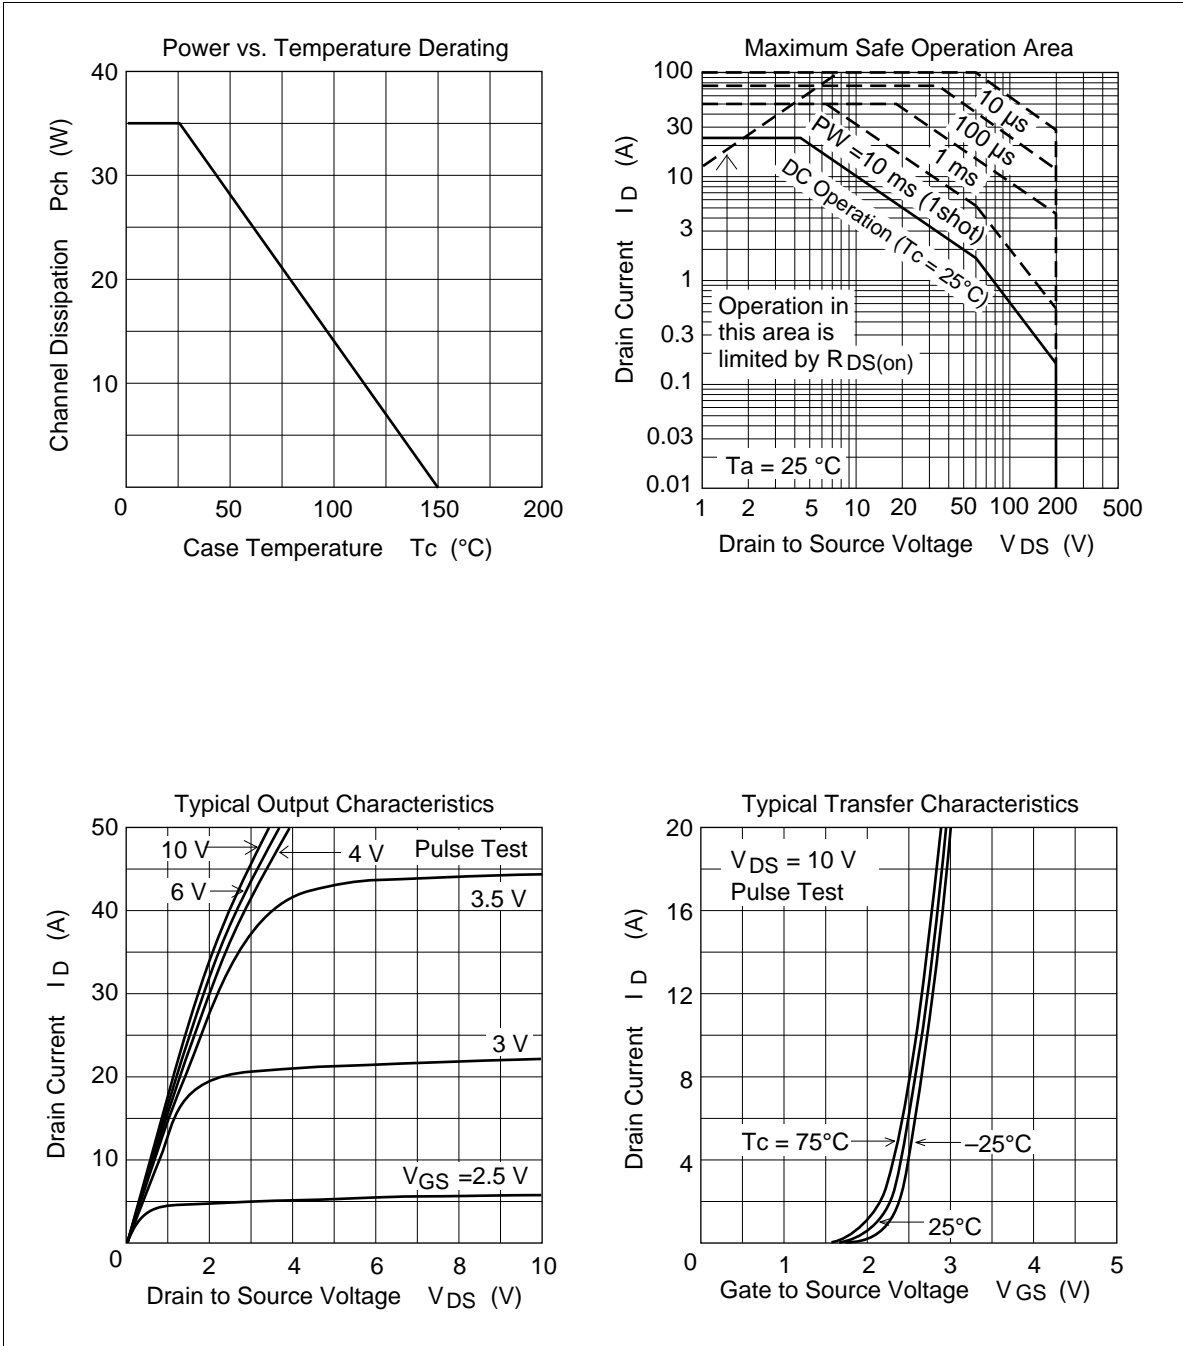 Power vs. Temperature Derating
40
30
20
10
0
50
100
150
200
Channel Dissipation Pch (W)
Case Temperature Tc (°C)
Maximum Safe Operation Area
100
30
10
3
1
0.3
0.1
0.03
0.01
1
2
5
10
20
50
100
200
500
Drain Current I D (A)
Drain to Source Voltage V DS (V)
10 µs
100 µs
1 ms
PW =10 ms (1shot)
DC Operation (Tc = 25°C)
Operation in
this area is
limited by R DS(on)
Ta = 25 °C
Typical Output Characteristics
50
40
30
20
10
0
2
4
6
8
10
Drain Current I D (A)
Drain to Source Voltage V DS (V)
10 V
6 V
4 V
Pulse Test
3.5 V
3 V
V GS =2.5 V
Typical Transfer Characteristics
20
16
12
8
4
0
1
2
3
4
5
Drain Current I D (A)
Gate to Source Voltage V GS (V)
V DS = 10 V
Pulse Test
Tc = 75°C
–25°C
25°C